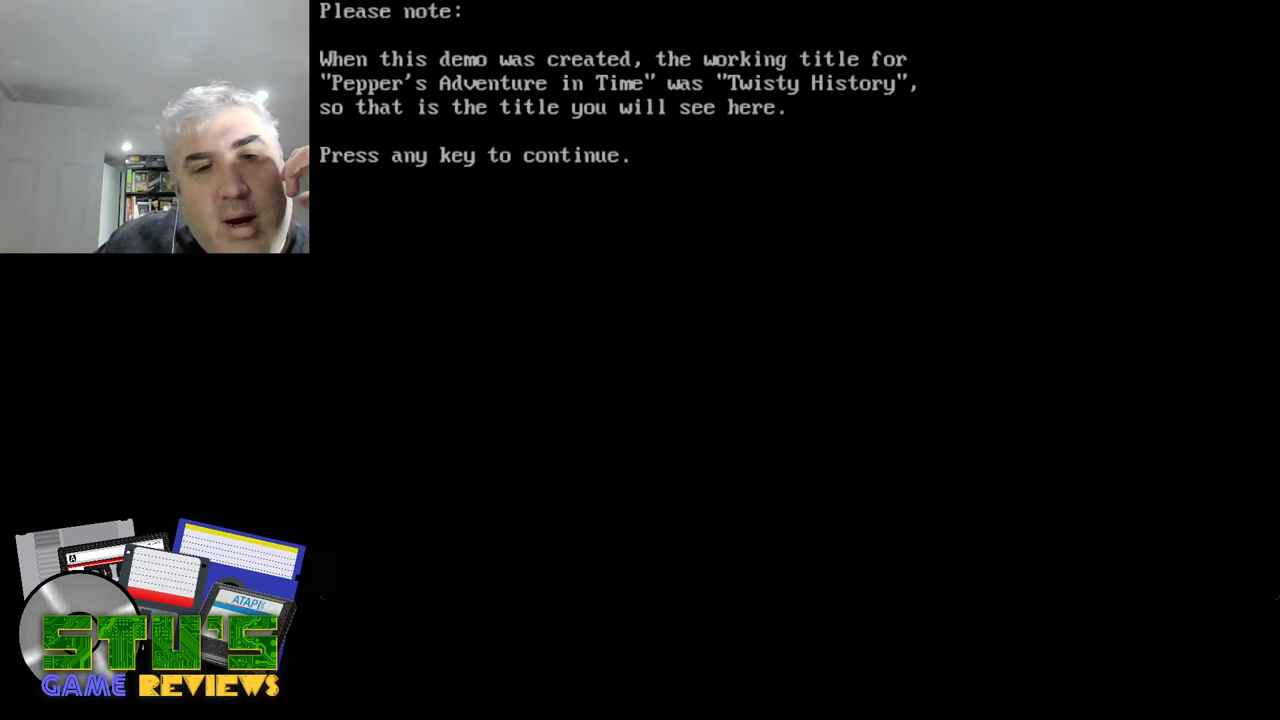 Please note:
When this demo was created, the working title for
"Pepper's Adventure in Time" was "Twisty History",
so that is the title you will see here.
Press any key to continue.
A
ATAPI
STU'S
GAME REVIEWS